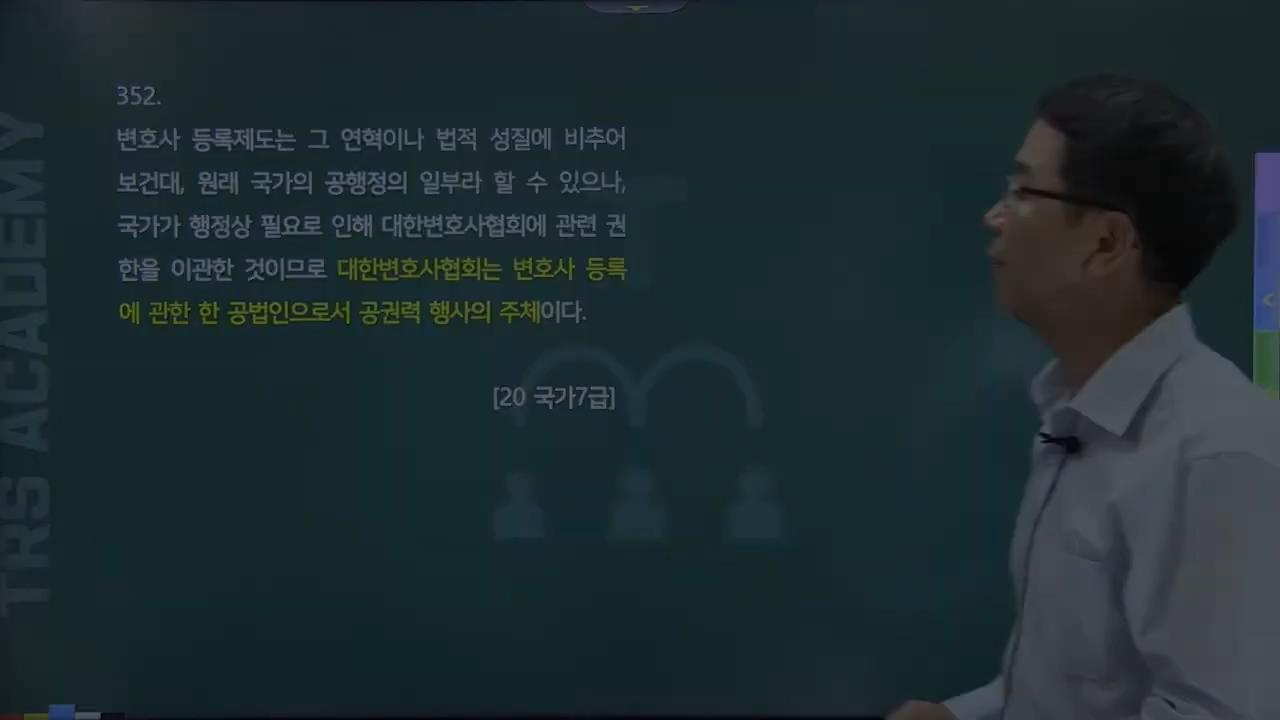 TRS ACADEMY
352.
변호사 등록제도는 그 연혁이나 법적 성질에 비추어
보건대, 원래 국가의 공행정의 일부라 할 수 있으나,
국가가 행정상 필요로 인해 대한변호사협회에 관련 권
한을 이관한 것이므로 대한변호사협회는 변호사 등록
에 관한 한 공법인으로서 공권력 행사의 주체이다.
[20 국가7급]